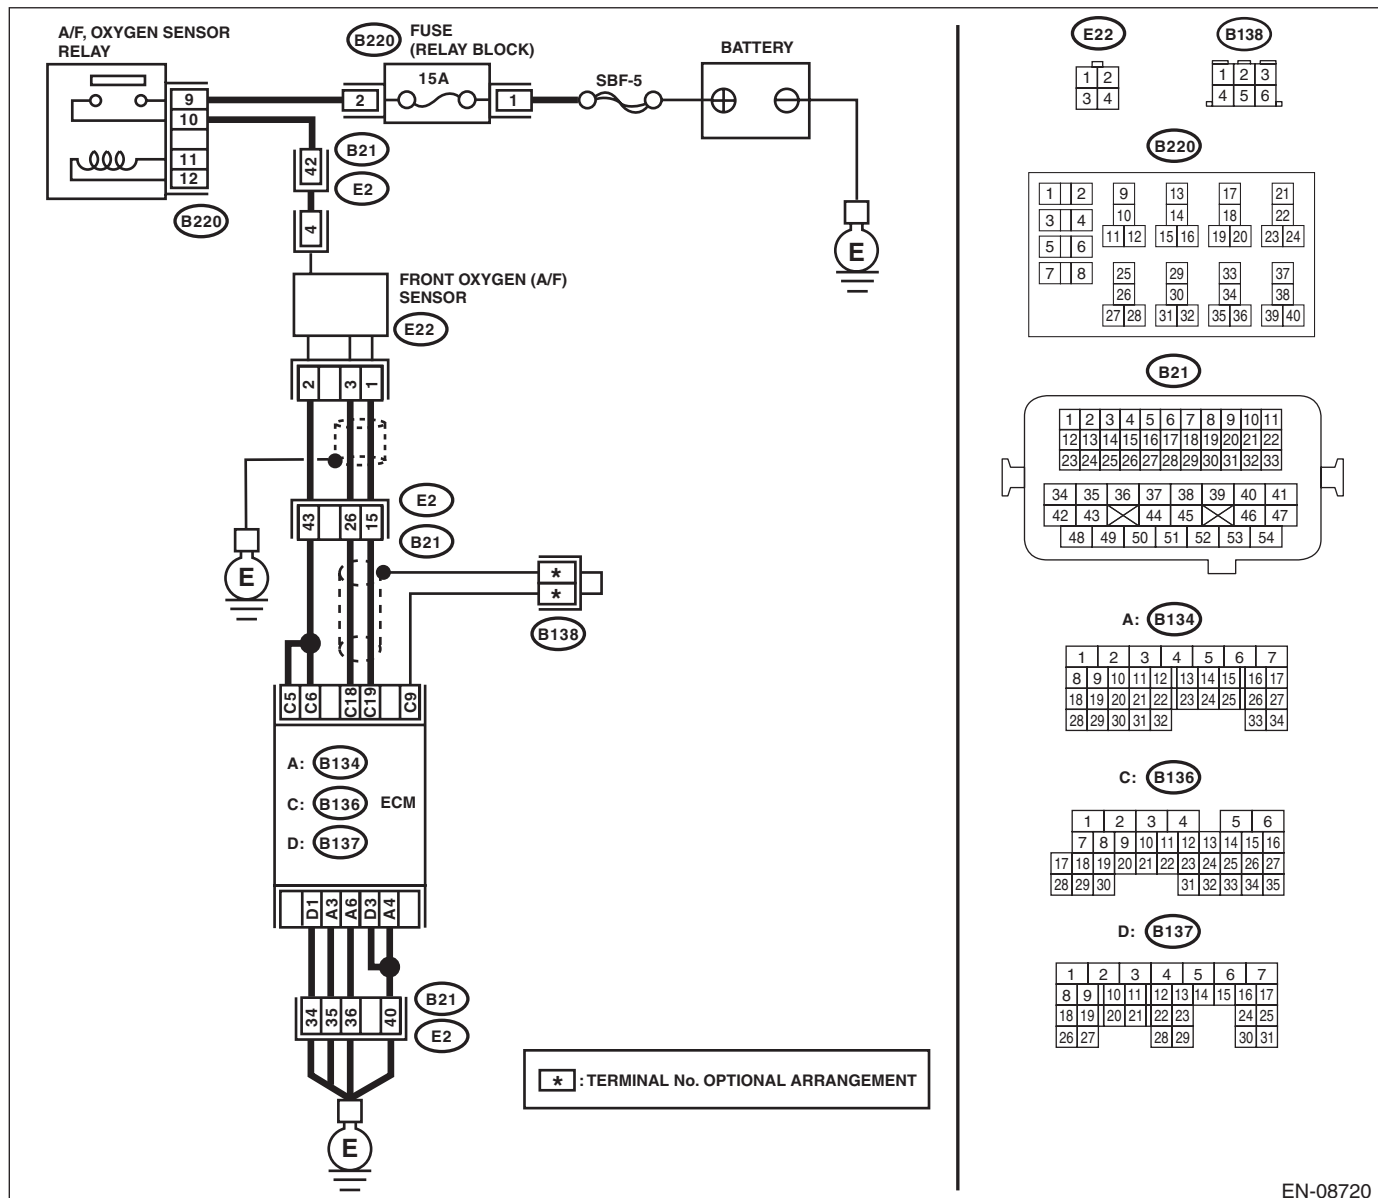 A/F, OXYGEN SENSOR
RELAY
9
10
11
12
B220
B220
FUSE
(RELAY BLOCK)
15A
2
1
SBF-5
BATTERY
E
42
B21
E2
4
FRONT OXYGEN (A/F)
SENSOR
E22
2 3 1
E
43 26 15
E2
B21
*
*
B138
C5 C6 C18 C19 C9
A: B134
C: B136 ECM
D: B137
D1 A3 A6 D3 A4
34 35 36 40
B21
E2
E
* : TERMINAL No. OPTIONAL ARRANGEMENT
E22
1 2
3 4
B138
1 2 3
4 5 6
B220
1 2 9 13 17 21
3 4 10 14 18 22
11 12 15 16 19 20 23 24
5 6
7 8 25 29 33 37
26 30 34 38
27 28 31 32 35 36 39 40
B21
1 2 3 4 5 6 7 8 9 10 11
12 13 14 15 16 17 18 19 20 21 22
23 24 25 26 27 28 29 30 31 32 33
34 35 36 37 38 39 40 41
42 43 44 45 46 47
48 49 50 51 52 53 54
A: B134
1 2 3 4 5 6 7
8 9 10 11 12 13 14 15 16 17
18 19 20 21 22 23 24 25 26 27
28 29 30 31 32 33 34
C: B136
1 2 3 4 5 6
7 8 9 10 11 12 13 14 15 16
17 18 19 20 21 22 23 24 25 26 27
28 29 30 31 32 33 34 35
D: B137
1 2 3 4 5 6 7
8 9 10 11 12 13 14 15 16 17
18 19 20 21 22 23 24 25
26 27 28 29 30 31
EN-08720